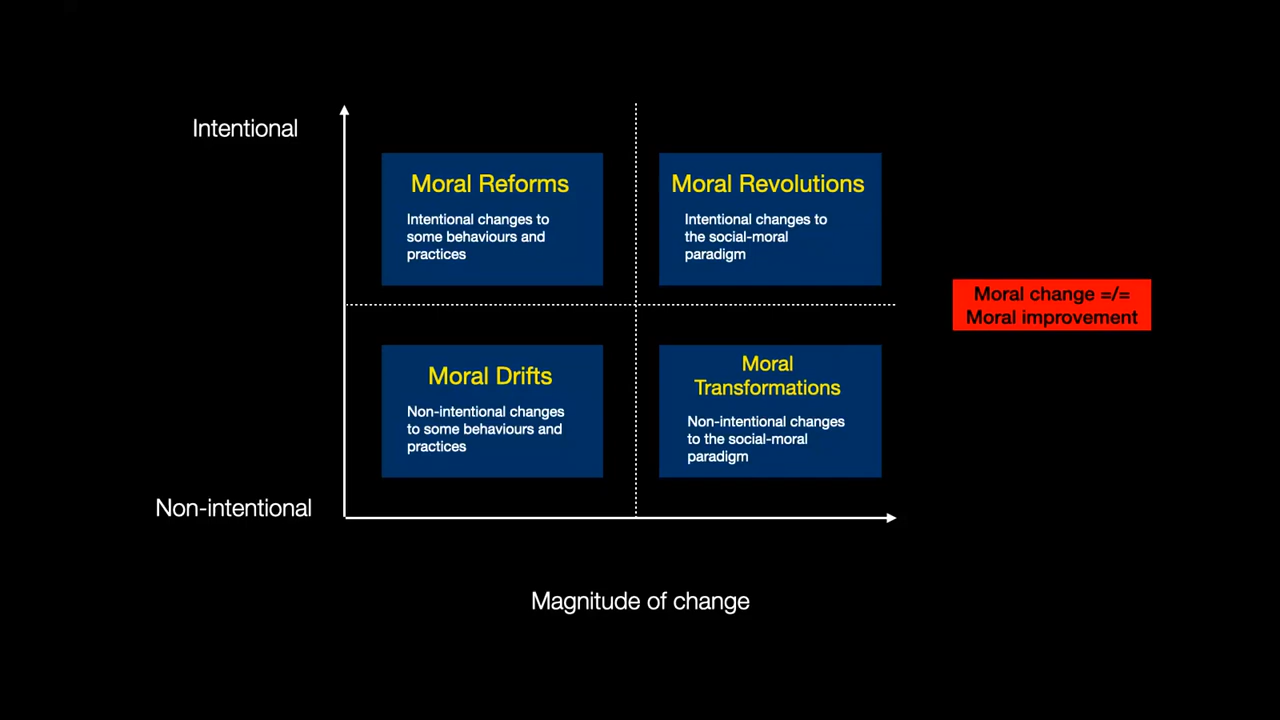 Intentional
Moral Reforms
Intentional changes to
some behaviours and
practices
Moral Revolutions
Intentional changes to
the social-moral
paradigm
Moral change =/=
Moral improvement
Moral Drifts
Non-intentional changes
to some behaviours and
practices
Moral
Transformations
Non-intentional changes
to the social-moral
paradigm
Non-intentional
Magnitude of change